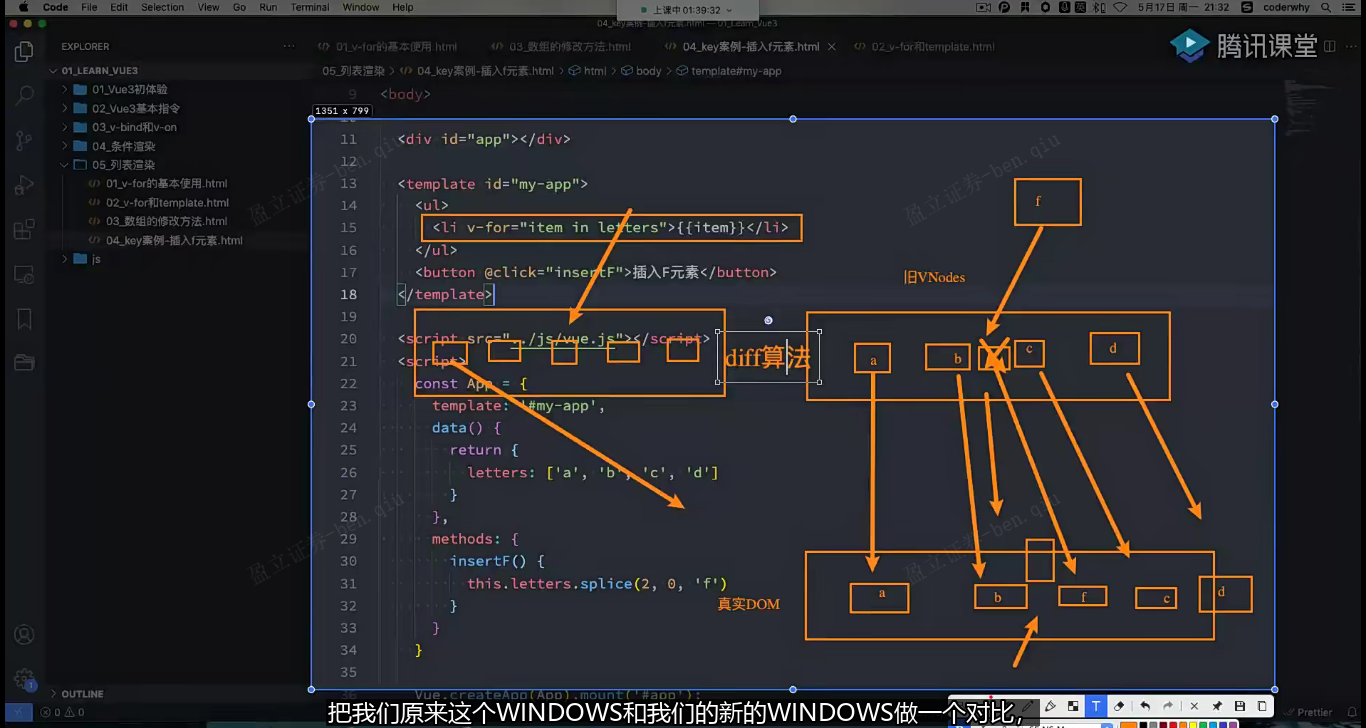 Code File Edit Selection View Go Run Terminal Window Help
上课中 01:39:32
5月17日 周一 21:32 coderwhy
04_key案例-插入f元素.html — 01_Learn_Vue3
EXPLORER
01_v-for的基本使用.html 03_数组的修改方法.html 04_key案例-插入f元素.html 02_v-for和template.html
腾讯课堂
01_LEARN_VUE3
01_Vue3初体验
02_Vue3基本指令
03_v-bind和v-on
04_条件渲染
05_列表渲染
01_v-for的基本使用.html
02_v-for和template.html
03_数组的修改方法.html
04_key案例-插入f元素.html
js
05_列表渲染 > 04_key案例-插入f元素.html > html > body > template#my-app
9 <body>
1351 x 799
11 <div id="app"></div>
12
13 <template id="my-app">
14 <ul>
15 <li v-for="item in letters">{{item}}</li>
16 </ul>
17 <button @click="insertF">插入F元素</button>
18 </template>
19
20 <script src="../js/vue.js"></script>
21 <script>
22 const App = {
23 template: '#my-app',
24 data() {
25 return {
26 letters: ['a', 'b', 'c', 'd']
27 }
28 },
29 methods: {
30 insertF() {
31 this.letters.splice(2, 0, 'f')
32 }
33 }
34 }
35
36 Vue.createApp(App).mount('#app');
f
旧VNodes
diff算法
a b c d
真实DOM
a b f c d
盈立证券-ben.qiu
盈立证券-ben.qiu
盈立证券-ben.qiu
盈立证券-ben.qiu
OUTLINE
0 0
Prettier
把我们原来这个WINDOWS和我们的新的WINDOWS做一个对比,